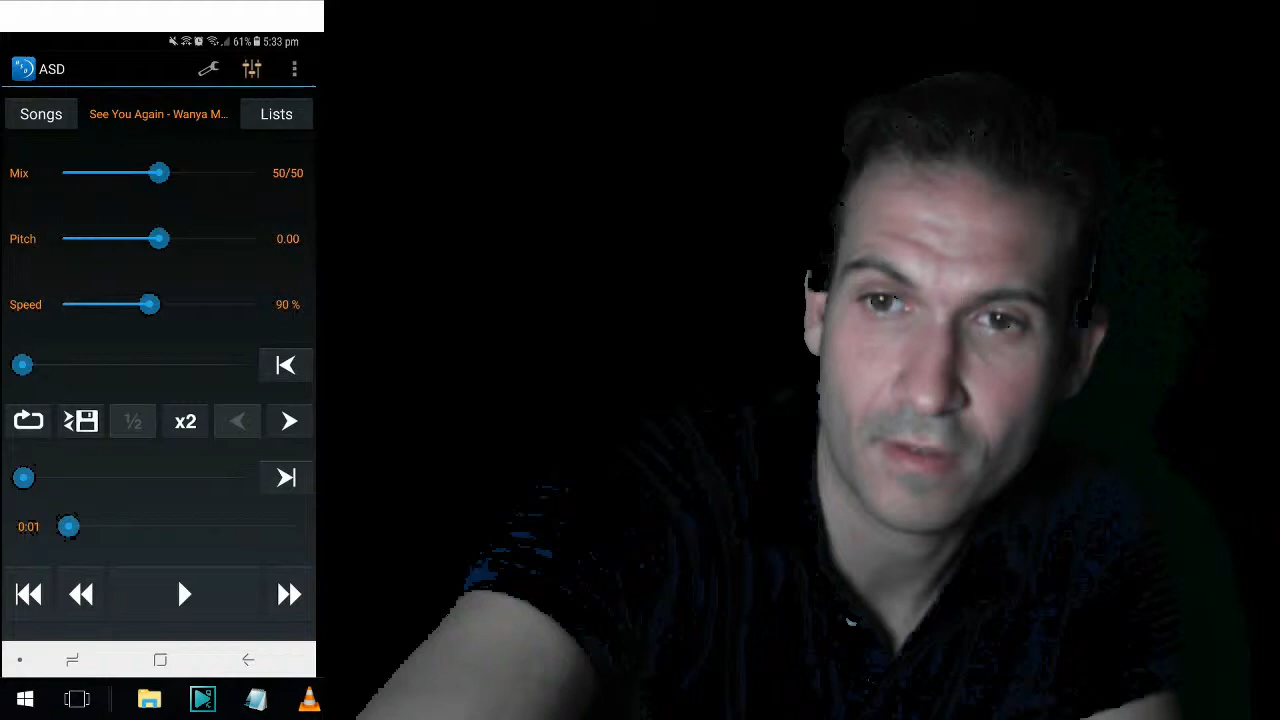 61% 5:33 pm
ASD
Songs See You Again - Wanya M... Lists
Mix 50/50
Pitch 0.00
Speed 90 %
½ x2
0:01